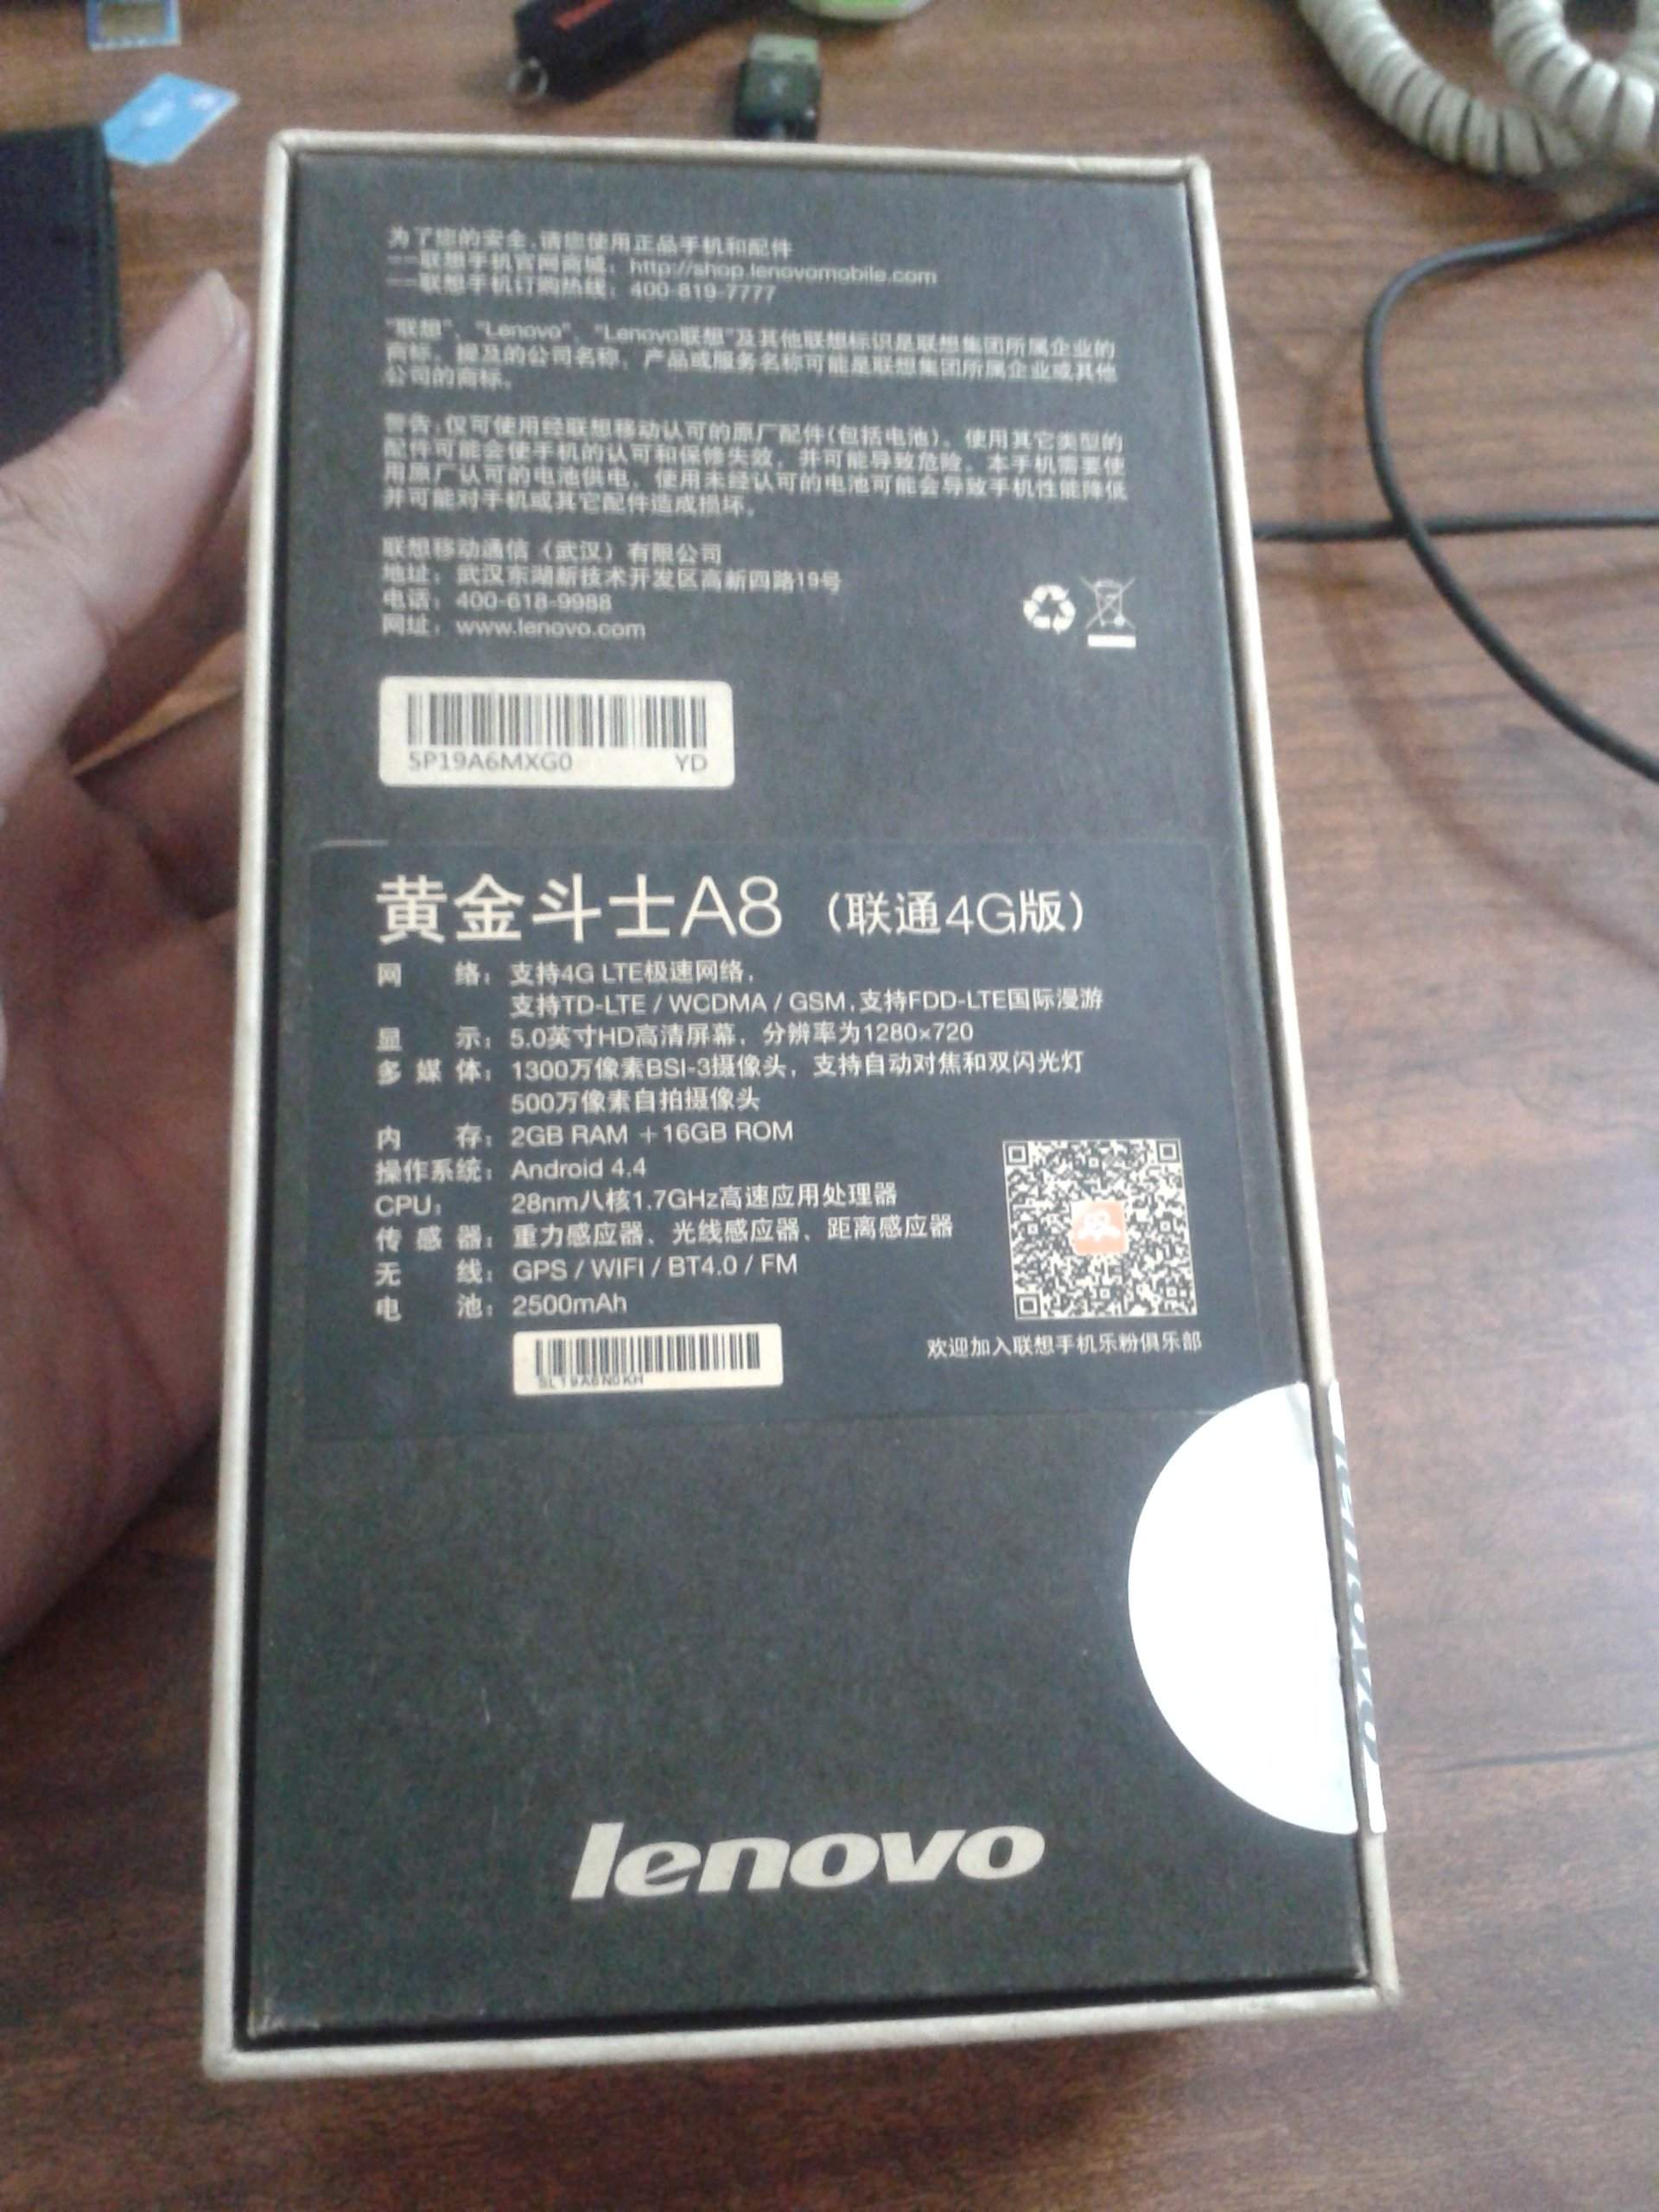 为了您的安全,请您使用正品手机和配件
一联想手机官网商城：http://shop.lenovomobile.com
一联想手机订购热线：400-819-7777
“联想”、“Lenovo”、“Lenovo联想”及其他联想标识是联想集团所属企业的
商标。提及的公司名称、产品或服务名称可能是联想集团所属企业或其他
公司的商标。
警告:仅可使用经联想移动认可的原厂配件(包括电池)。使用其它类型的
配件可能会使手机的认可和保修失效，并可能导致危险。本手机需要使
用原厂认可的电池供电。使用未经认可的电池可能会导致手机性能降低
并可能对手机或其它配件造成损坏。
联想移动通信（武汉）有限公司
地址：武汉东湖新技术开发区高新四路19号
电话：400-618-9988
网址：www.lenovo.com
SP19A6MXG0 YD
黄金斗士A8（联通4G版）
网 络：支持4G LTE极速网络，
支持TD-LTE / WCDMA / GSM,支持FDD-LTE国际漫游
显 示：5.0英寸HD高清屏幕，分辨率为1280×720
多 媒 体：1300万像素BSI-3摄像头，支持自动对焦和双闪光灯
500万像素自拍摄像头
内 存：2GB RAM +16GB ROM
操作系统：Android 4.4
CPU：28nm八核1.7GHz高速应用处理器
传 感 器：重力感应器、光线感应器、距离感应器
无 线：GPS / WIFI / BT4.0 / FM
电 池：2500mAh
SL19A6N0KH
欢迎加入联想手机乐粉俱乐部
lenovo
lenovo